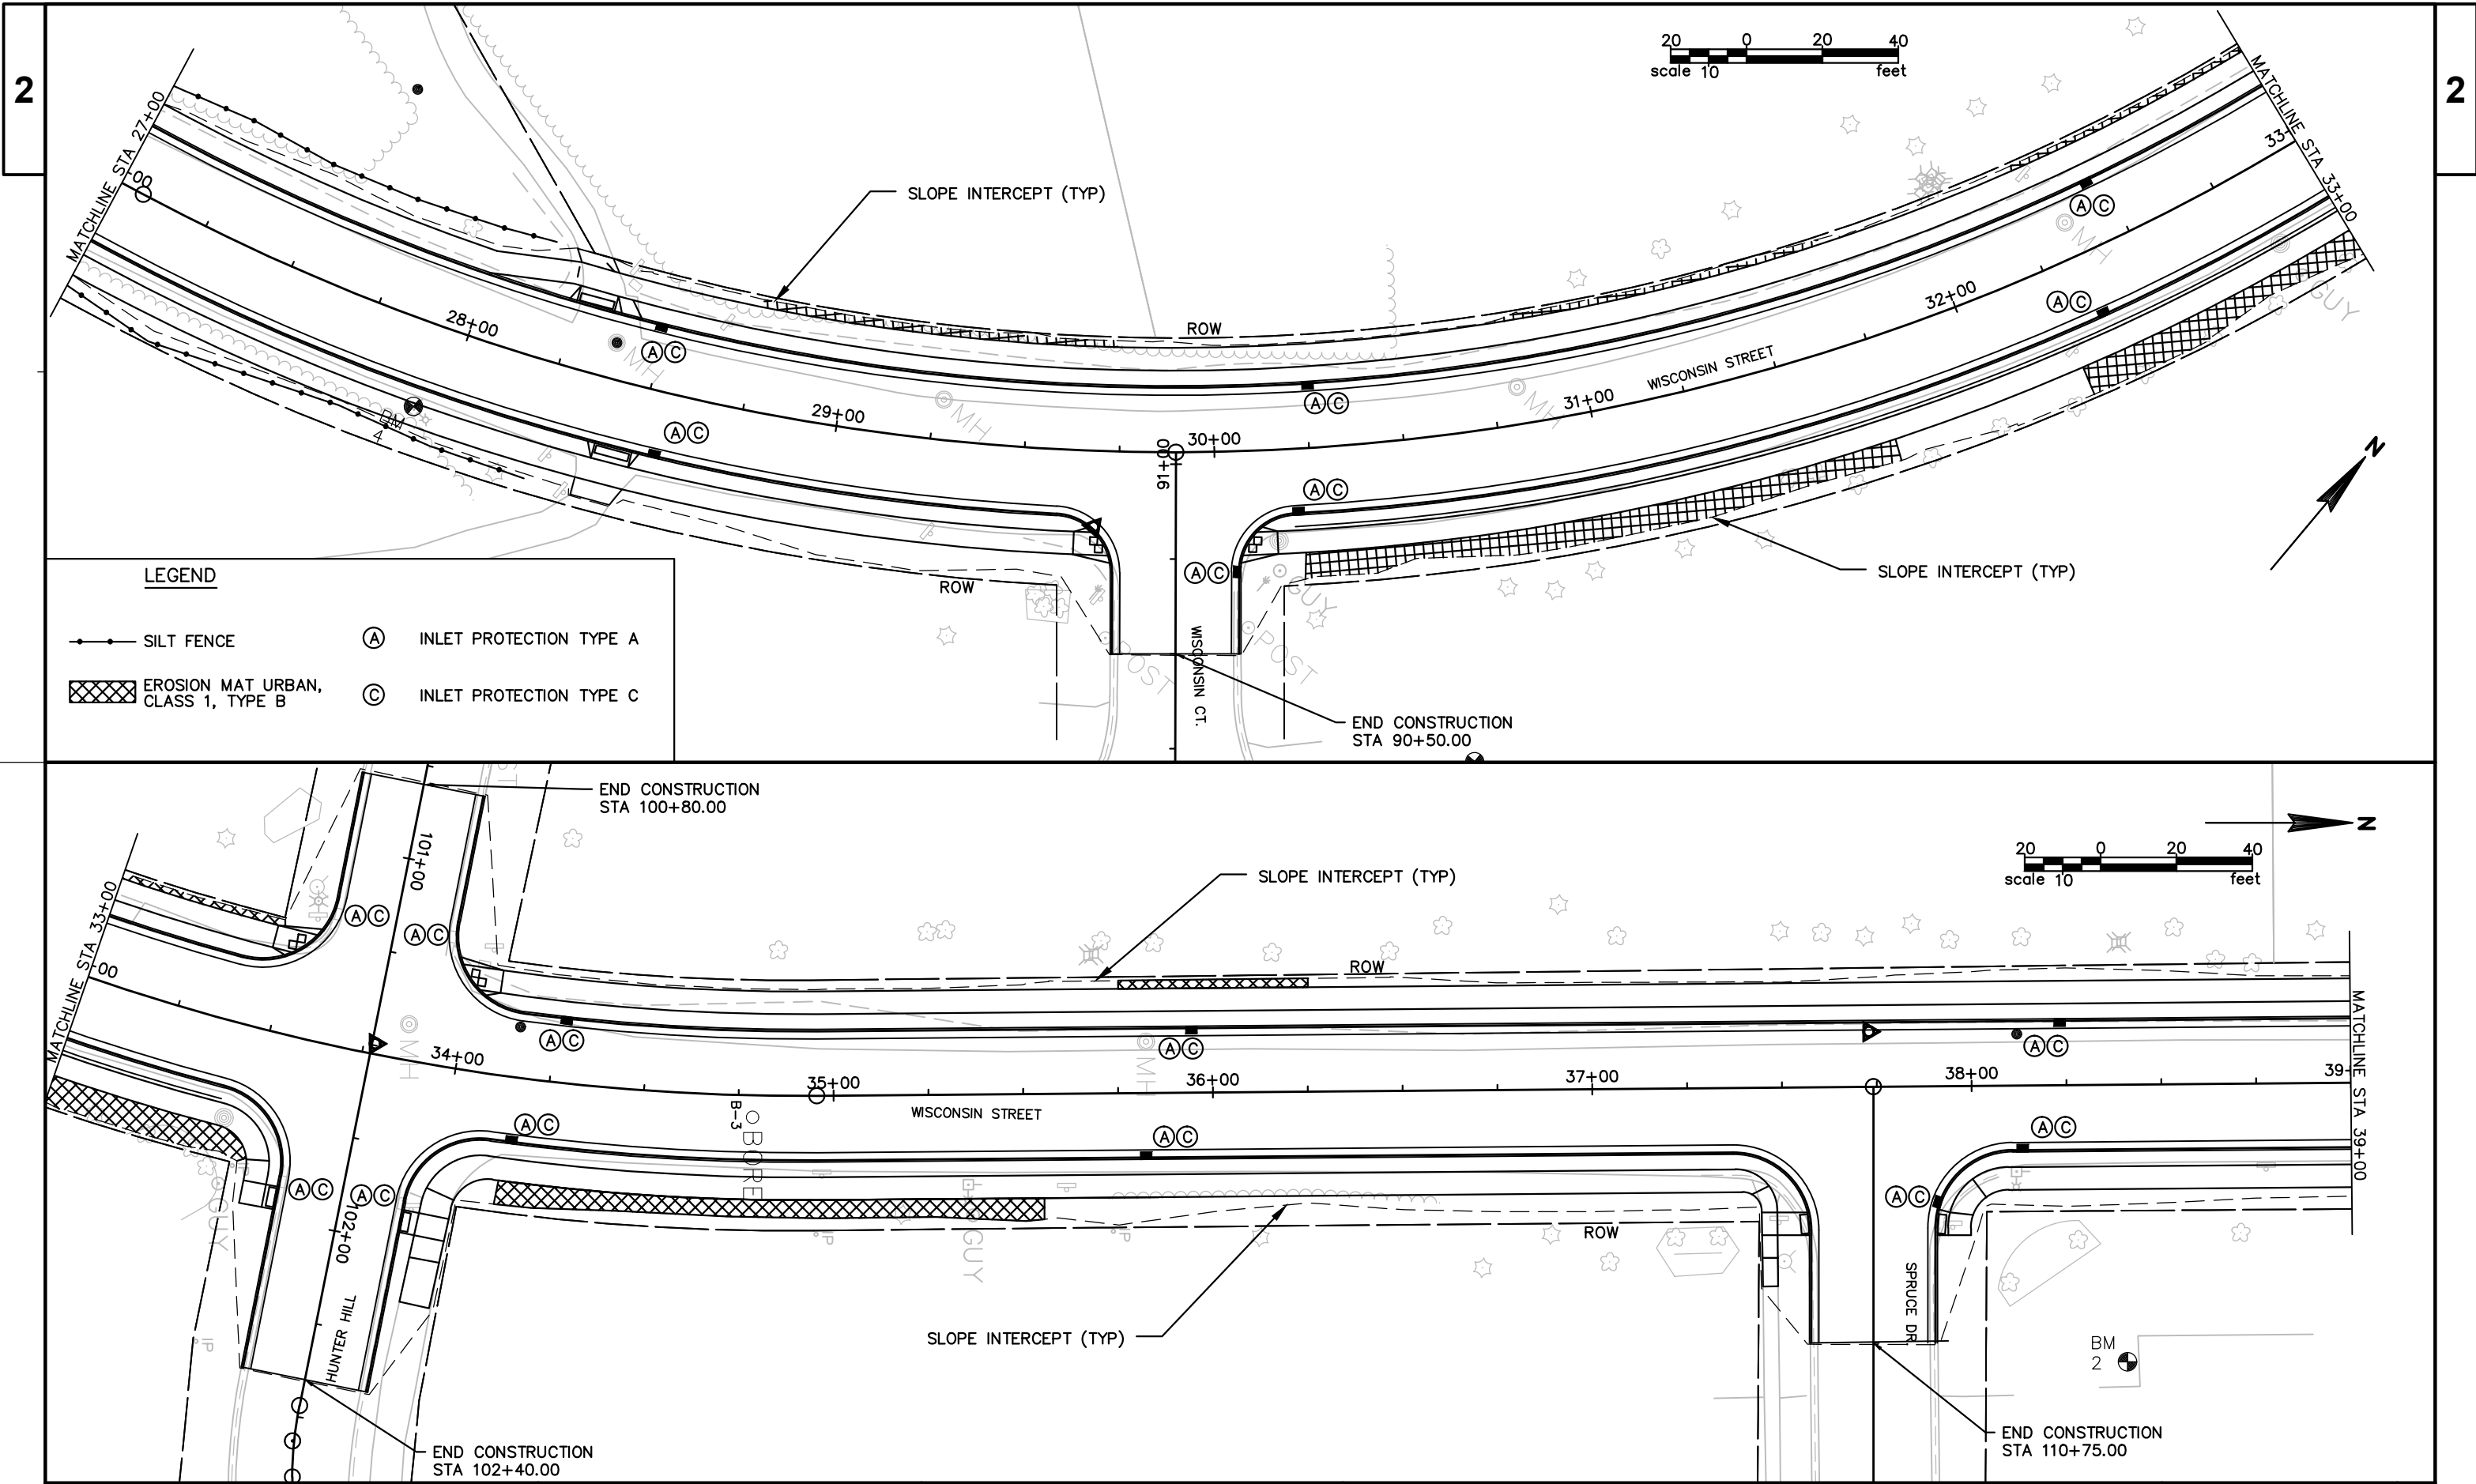 2
2
20 0 20 40
scale 10 feet
MATCHLINE STA 27+00
00
MATCHLINE STA 33+00
33
SLOPE INTERCEPT (TYP)
ROW
A C
A C
A C
A C
28+00
29+00
30+00
31+00
32+00
WISCONSIN STREET
MH
MH
MH
MH
GUY
BM
4
A C
91+00
A C
A C
N
ROW
GUY
POST
POST
WISCONSIN CT.
SLOPE INTERCEPT (TYP)
END CONSTRUCTION
STA 90+50.00
LEGEND
SILT FENCE
A INLET PROTECTION TYPE A
EROSION MAT URBAN,
CLASS 1, TYPE B
C INLET PROTECTION TYPE C
END CONSTRUCTION
STA 100+80.00
N
20 0 20 40
scale 10 feet
101+00
MATCHLINE STA 33+00
00
A C
A C
SLOPE INTERCEPT (TYP)
ROW
A C
A C
A C
MH
MH
34+00
35+00
36+00
37+00
38+00
39
MATCHLINE STA 39+00
WISCONSIN STREET
B-3
BORE
A C
A C
A C
A C
A C
A C
GUY
GUY
102+00
HUNTER HILL
IP
IP
IP
ROW
SLOPE INTERCEPT (TYP)
SPRUCE DR.
BM
2
END CONSTRUCTION
STA 102+40.00
END CONSTRUCTION
STA 110+75.00